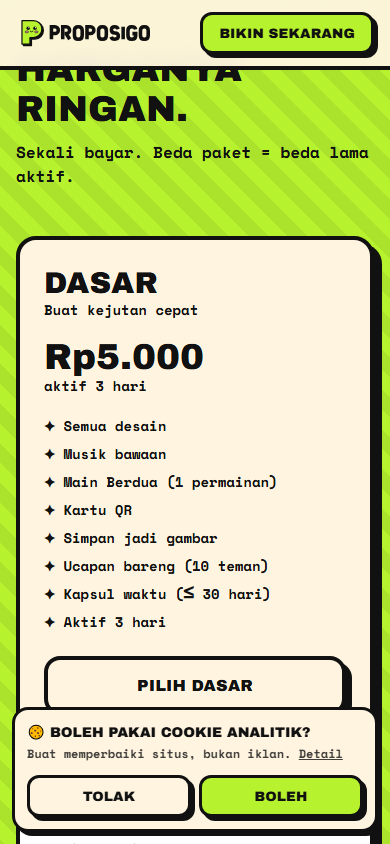 PROPOSIGO
BIKIN SEKARANG
HARGANYA
RINGAN.
Sekali bayar. Beda paket = beda lama
aktif.
DASAR
Buat kejutan cepat
Rp5.000
aktif 3 hari
✦ Semua desain
✦ Musik bawaan
✦ Main Berdua (1 permainan)
✦ Kartu QR
✦ Simpan jadi gambar
✦ Ucapan bareng (10 teman)
✦ Kapsul waktu (≤ 30 hari)
✦ Aktif 3 hari
PILIH DASAR
🍪 BOLEH PAKAI COOKIE ANALITIK?
Buat memperbaiki situs, bukan iklan. Detail
TOLAK
BOLEH